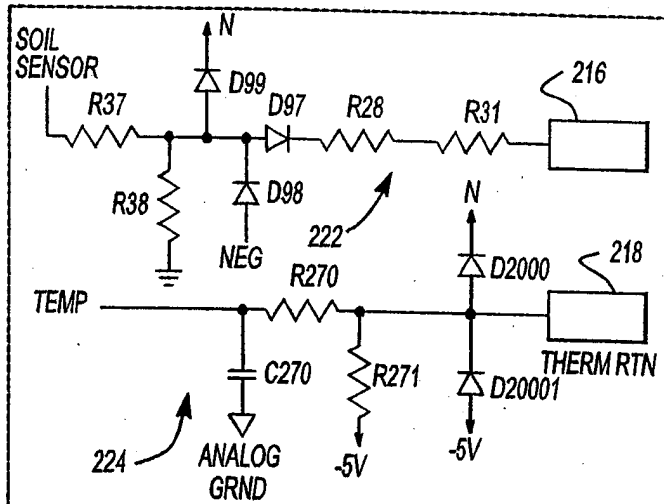 SOIL
SENSOR
N
D99
R37
D97
R28
R31
216
R38
D98
NEG
222
N
TEMP
R270
D2000
218
C270
R271
D20001
THERM RTN
224
ANALOG
GRND
-5V
-5V